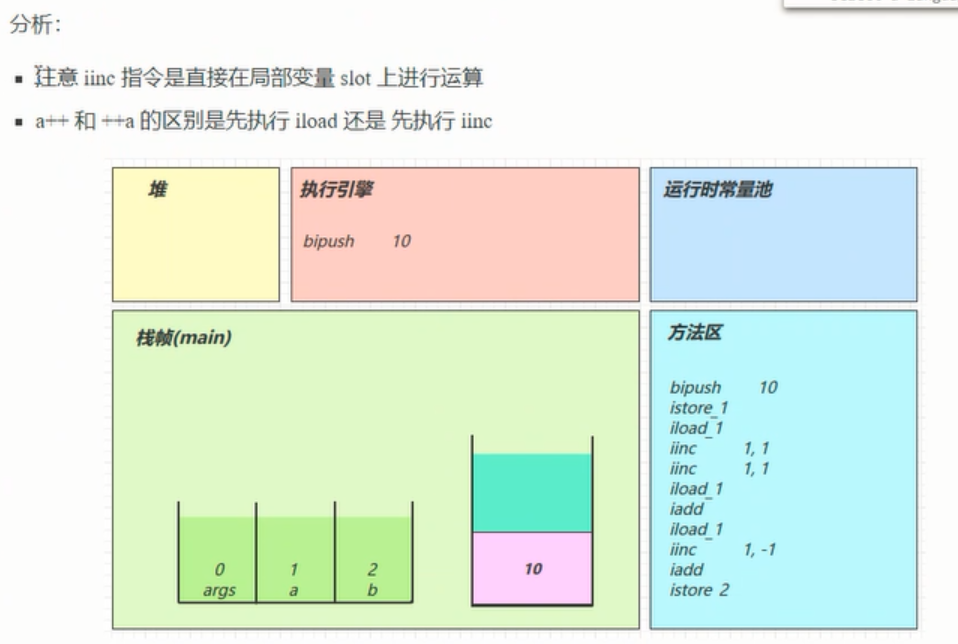 分析：
注意 iinc 指令是直接在局部变量 slot 上进行运算
a++ 和 ++a 的区别是先执行 iload 还是 先执行 iinc
堆
执行引擎
bipush 10
运行时常量池
栈帧(main)
0
args
1
a
2
b
10
方法区
bipush 10
istore_1
iload_1
iinc 1, 1
iinc 1, 1
iload_1
iadd
iload_1
iinc 1, -1
iadd
istore 2